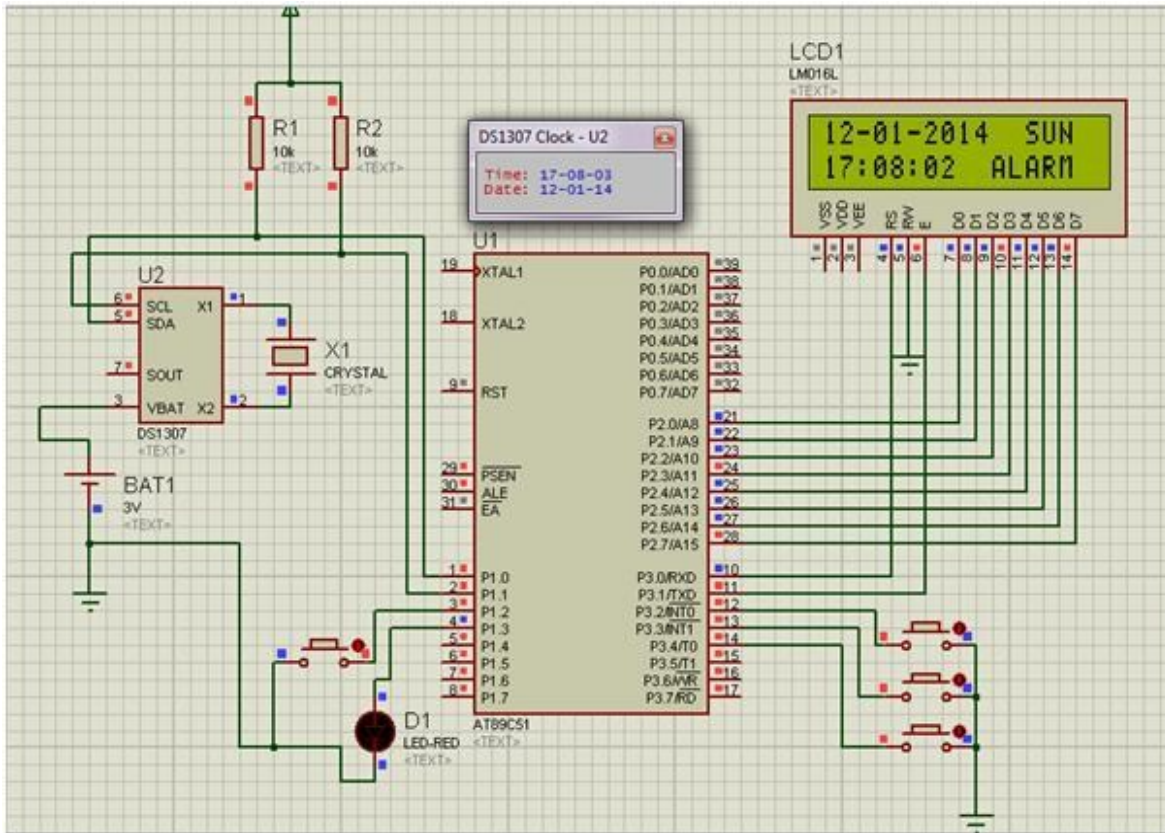 LCD1
LM016L
<TEXT>
12-01-2014 SUN
17:08:02 ALARM
VSS
VDD
VEE
RS
RW
E
D0
D1
D2
D3
D4
D5
D6
D7
1
2
3
4
5
6
7
8
9
10
11
12
13
14
R1
10k
<TEXT>
R2
10k
<TEXT>
DS1307 Clock - U2
Time: 17-08-03
Date: 12-01-14
U2
6 SCL X1 1
5 SDA
7 SOUT
3 VBAT X2 2
DS1307
<TEXT>
X1
CRYSTAL
<TEXT>
BAT1
3V
<TEXT>
U1
19 XTAL1
18 XTAL2
9 RST
29 PSEN
30 ALE
31 EA
1 P1.0
2 P1.1
3 P1.2
4 P1.3
5 P1.4
6 P1.5
7 P1.6
8 P1.7
P0.0/AD0 39
P0.1/AD1 38
P0.2/AD2 37
P0.3/AD3 36
P0.4/AD4 35
P0.5/AD5 34
P0.6/AD6 33
P0.7/AD7 32
P2.0/A8 21
P2.1/A9 22
P2.2/A10 23
P2.3/A11 24
P2.4/A12 25
P2.5/A13 26
P2.6/A14 27
P2.7/A15 28
P3.0/RXD 10
P3.1/TXD 11
P3.2/INT0 12
P3.3/INT1 13
P3.4/T0 14
P3.5/T1 15
P3.6/WR 16
P3.7/RD 17
AT89C51
<TEXT>
D1
LED-RED
<TEXT>